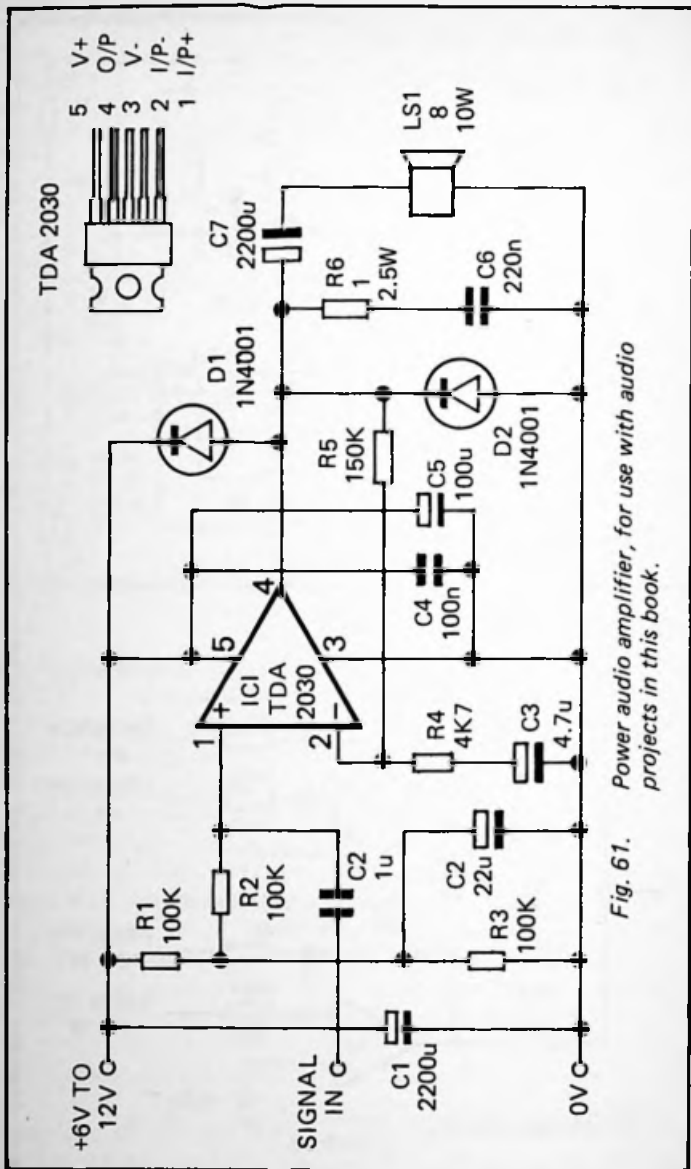 TDA 2030
5 V+
4 O/P
3 V-
2 I/P-
1 I/P+
+6V TO
12V
SIGNAL
IN
0V
R1
100K
R2
100K
C1
2200u
C2
1u
C2
22u
R3
100K
1
+
2
−
5
3
4
ICI
TDA
2030
R4
4K7
C3
4.7u
C4
100n
C5
100u
R5
150K
D1
1N4001
D2
1N4001
C7
2200u
R6
1
2.5W
C6
220n
LS1
8
10W
Fig. 61. Power audio amplifier, for use with audio
projects in this book.